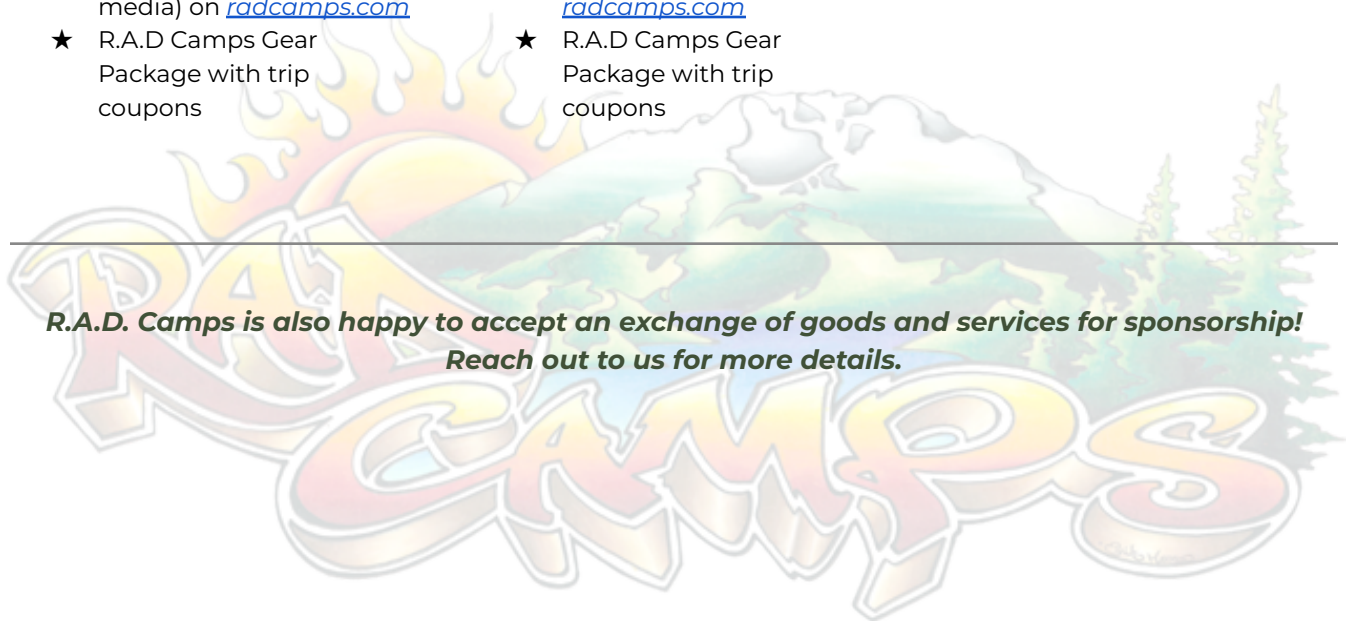 media) on radcamps.com
★ R.A.D Camps Gear
Package with trip
coupons
radcamps.com
★ R.A.D Camps Gear
Package with trip
coupons
R.A.D. Camps is also happy to accept an exchange of goods and services for sponsorship!
Reach out to us for more details.
RAD
CAMPS